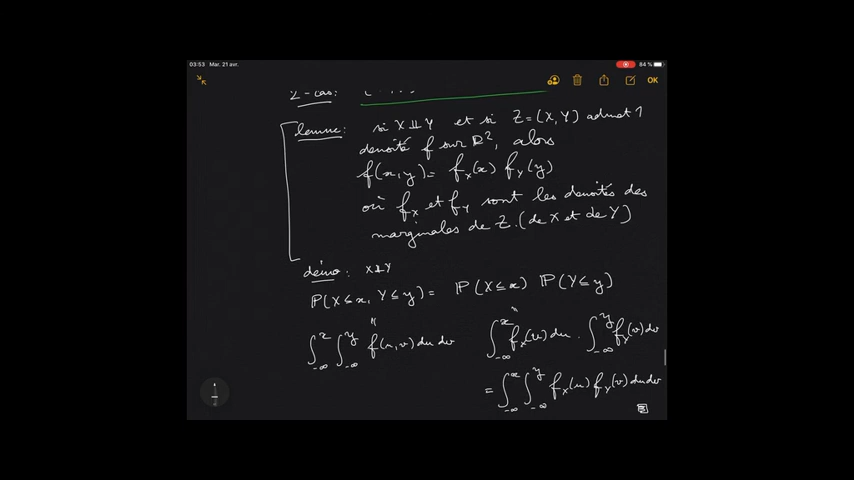 03:53 Mar. 21 avr. 84 %
OK
2 - cas:
lemme: si X ⫫ Y et si Z = (X, Y) admet 1
densité f sur ℝ², alors
f(x,y) = f_X(x) f_Y(y)
où f_X et f_Y sont les densités des
marginales de Z. (de X et de Y)
démo: X ⫫ Y
ℙ(X ≤ x, Y ≤ y) = ℙ(X ≤ x) ℙ(Y ≤ y)
" "
∫_{-∞}^{x} ∫_{-∞}^{y} f(u,v) du dv ∫_{-∞}^{x} f_X(u) du . ∫_{-∞}^{y} f_Y(v) dv
= ∫_{-∞}^{x} ∫_{-∞}^{y} f_X(u) f_Y(v) du dv